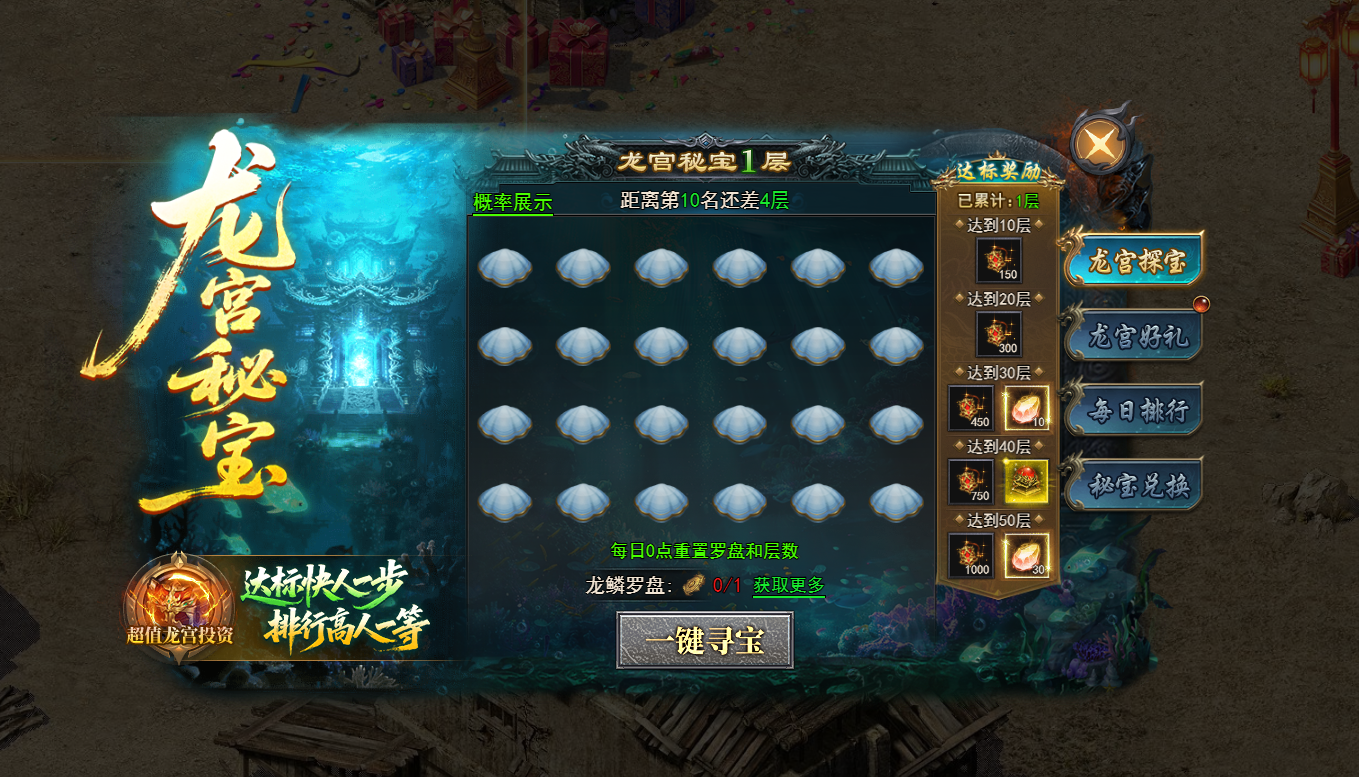 龙宫秘宝
达标快人一步
排行高人一等
超值龙宫投资
龙宫秘宝1层
概率展示
距离第10名还差4层
每日0点重置罗盘和层数
龙鳞罗盘: 0/1 获取更多
一键寻宝
达标奖励
已累计:1层
达到10层
150
达到20层
300
达到30层
450 10
达到40层
750
达到50层
1000 30
龙宫探宝
龙宫好礼
每日排行
秘宝兑换